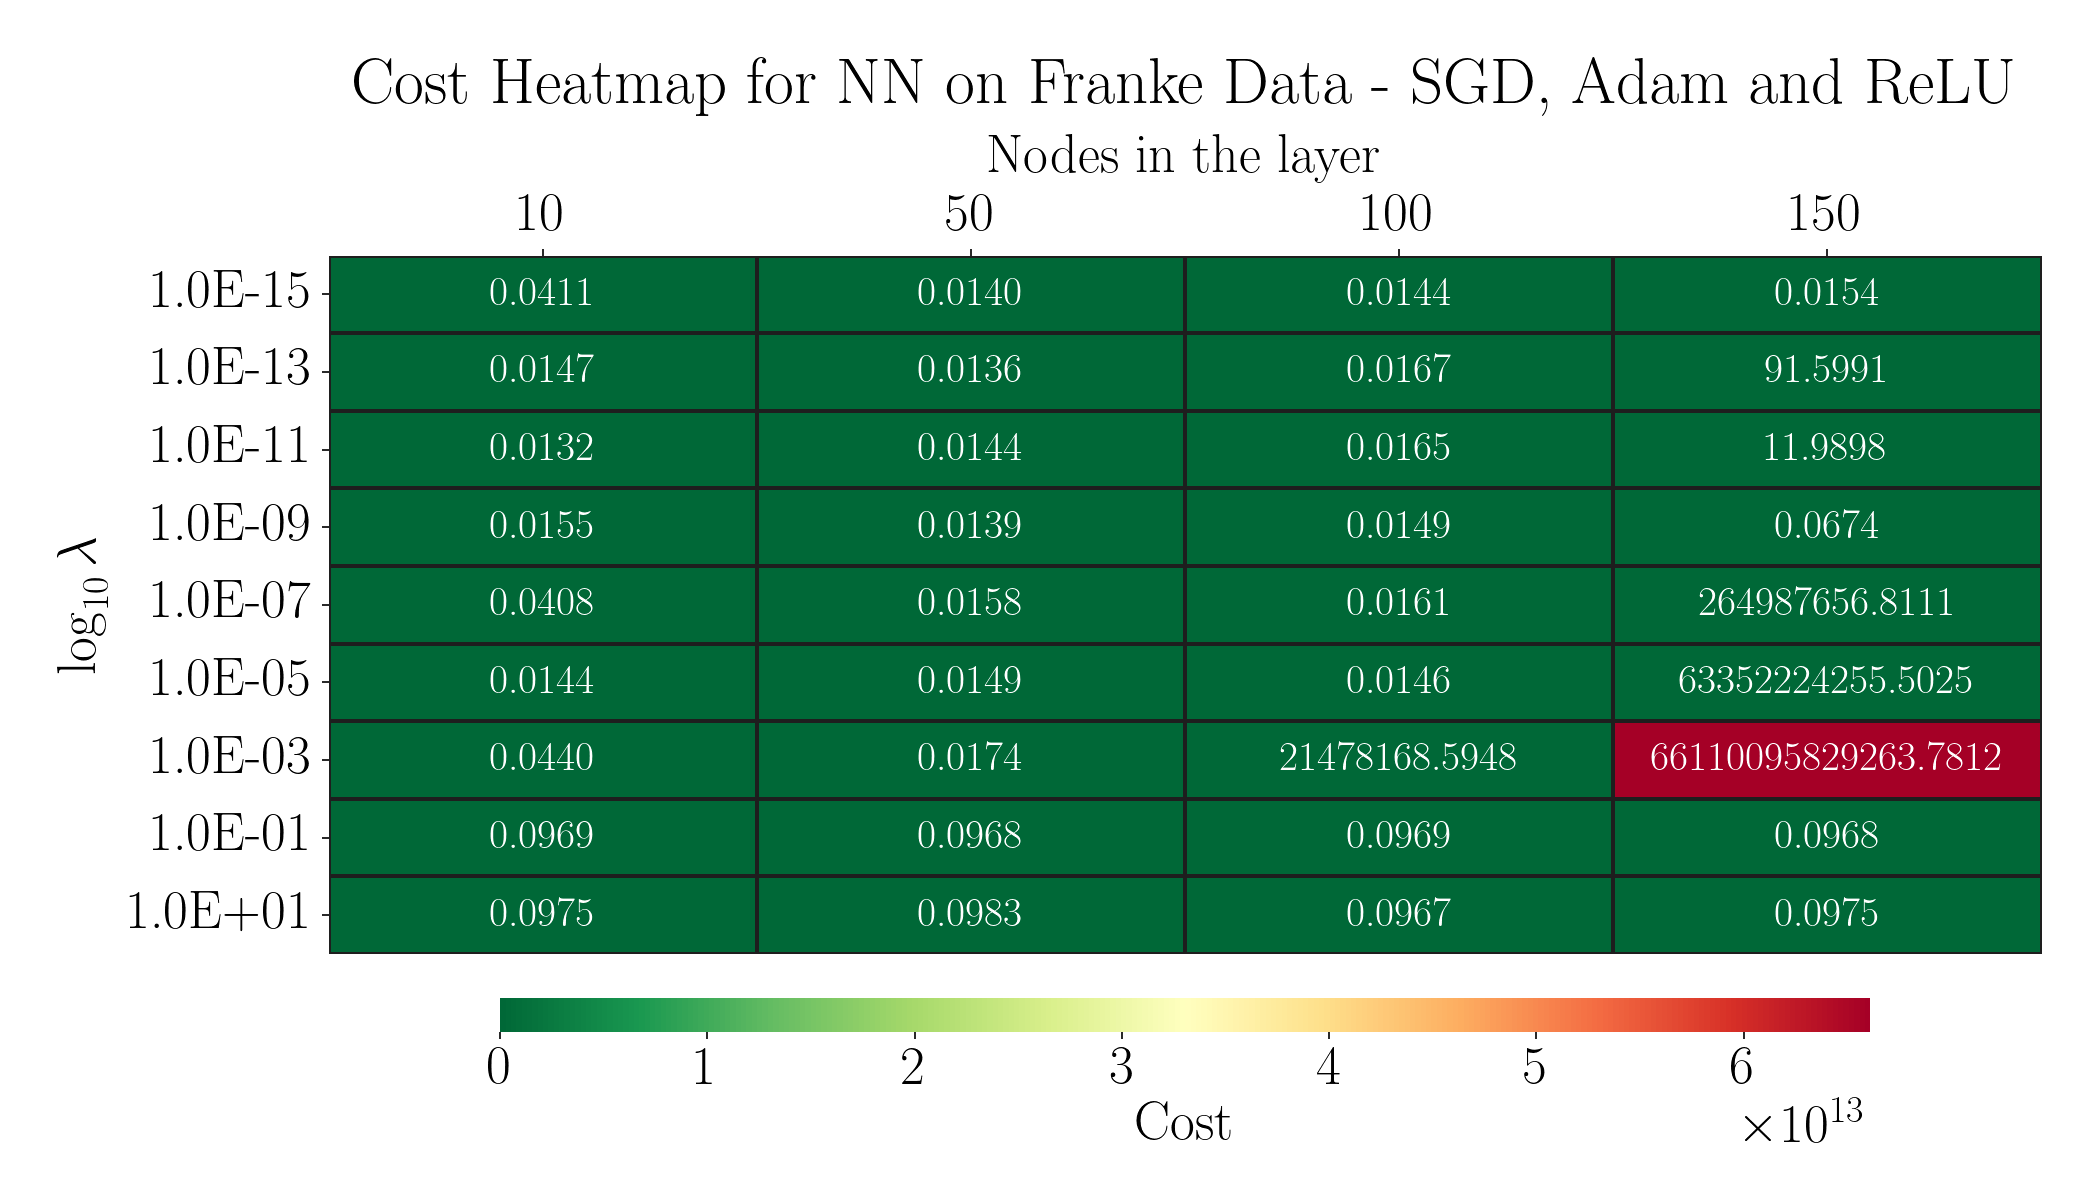 Cost Heatmap for NN on Franke Data - SGD, Adam and ReLU
Nodes in the layer
10 50 100 150
1.0E-15 0.0411 0.0140 0.0144 0.0154
1.0E-13 0.0147 0.0136 0.0167 91.5991
1.0E-11 0.0132 0.0144 0.0165 11.9898
1.0E-09 0.0155 0.0139 0.0149 0.0674
1.0E-07 0.0408 0.0158 0.0161 264987656.8111
1.0E-05 0.0144 0.0149 0.0146 63352224255.5025
1.0E-03 0.0440 0.0174 21478168.5948 66110095829263.7812
1.0E-01 0.0969 0.0968 0.0969 0.0968
1.0E+01 0.0975 0.0983 0.0967 0.0975
log₁₀ λ
0 1 2 3 4 5 6
Cost
×10¹³